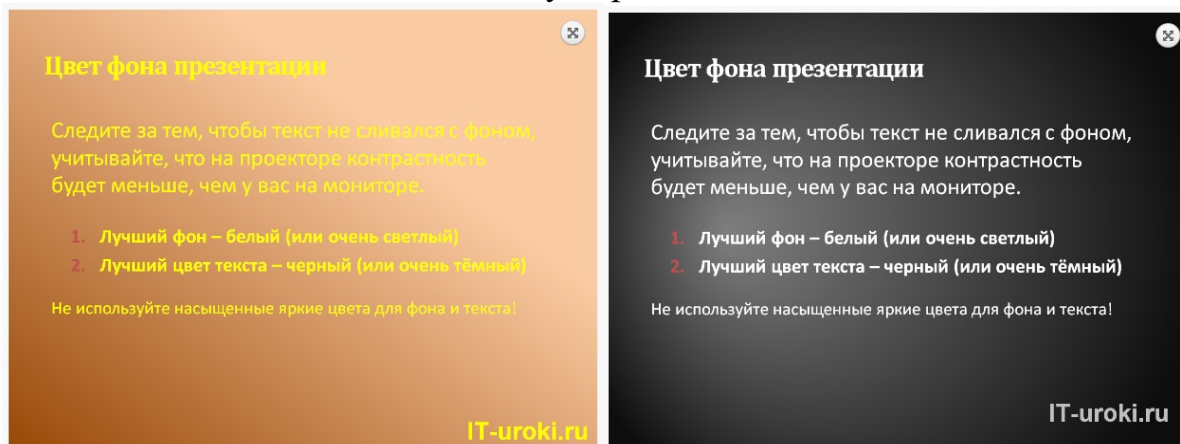 Цвет фона презентации
Следите за тем, чтобы текст не сливался с фоном,
учитывайте, что на проекторе контрастность
будет меньше, чем у вас на мониторе.
1. Лучший фон – белый (или очень светлый)
2. Лучший цвет текста – черный (или очень тёмный)
Не используйте насыщенные яркие цвета для фона и текста!
IT-uroki.ru
Цвет фона презентации
Следите за тем, чтобы текст не сливался с фоном,
учитывайте, что на проекторе контрастность
будет меньше, чем у вас на мониторе.
1. Лучший фон – белый (или очень светлый)
2. Лучший цвет текста – черный (или очень тёмный)
Не используйте насыщенные яркие цвета для фона и текста!
IT-uroki.ru